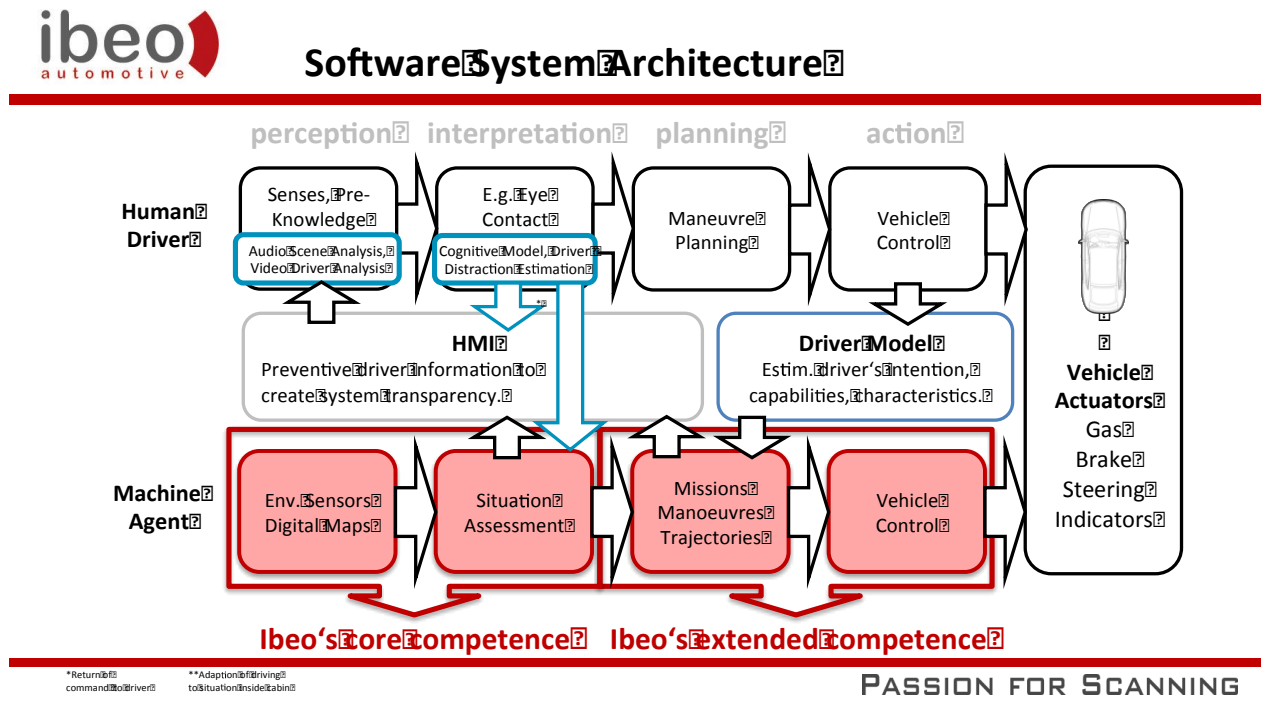 ibeo
automotive
Software System Architecture
perception interpretation planning action
Human
Driver
Senses, Pre-
Knowledge
Audio Scene Analysis,
Video Driver Analysis
E.g. Eye
Contact
Cognitive Model, Driver
Distraction Estimation
Maneuvre
Planning
Vehicle
Control
*
HMI
Preventive driver information to
create system transparency.
Driver Model
Estim. driver‘s intention,
capabilities, characteristics.
Vehicle
Actuators
Gas
Brake
Steering
Indicators
Machine
Agent
Env. Sensors
Digital Maps
Situation
Assessment
Missions
Manoeuvres
Trajectories
Vehicle
Control
Ibeo‘s core competence
Ibeo‘s extended competence
*Return of
command to driver
**Adaption of driving
to situation inside cabin
PASSION FOR SCANNING